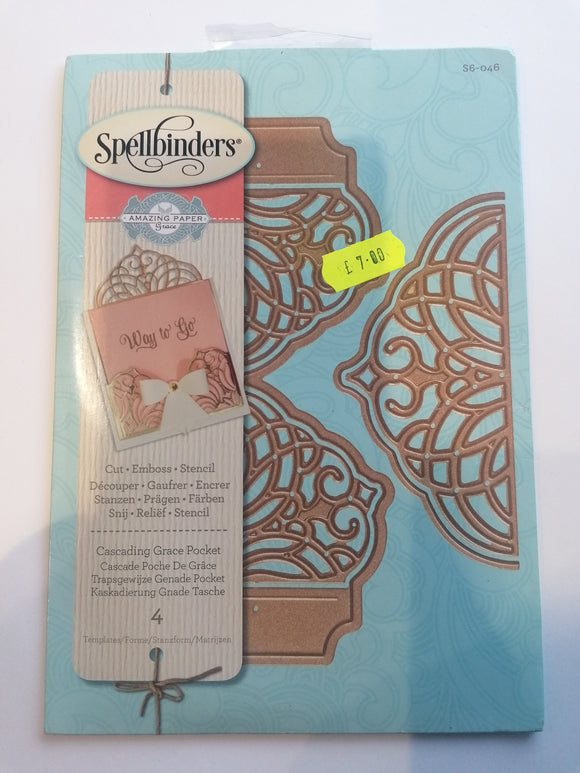 S6-046
Spellbinders®
AMAZING PAPER
Grace
£7.00
Way to Go
Cut • Emboss • Stencil
Découper • Gaufrer • Encrer
Stanzen • Prägen • Färben
Snij • Reliëf • Stencil
Cascading Grace Pocket
Cascade Poche De Grâce
Trapsgewijze Genade Pocket
Kaskadierung Gnade Tasche
4
Templates/Forme/Stanzform/Matrijzen